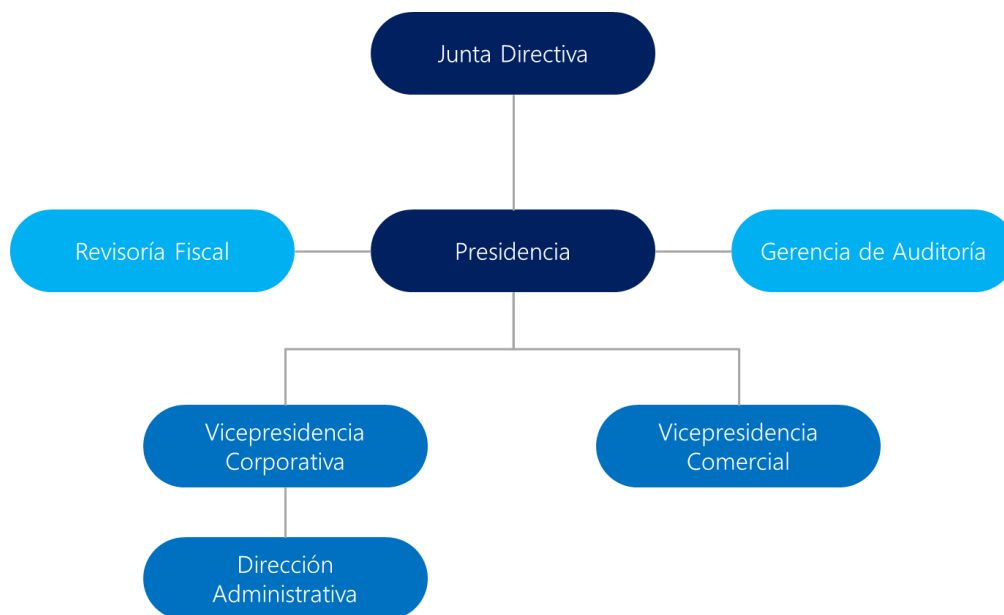 Junta Directiva
Revisoría Fiscal
Presidencia
Gerencia de Auditoría
Vicepresidencia
Corporativa
Vicepresidencia
Comercial
Dirección
Administrativa